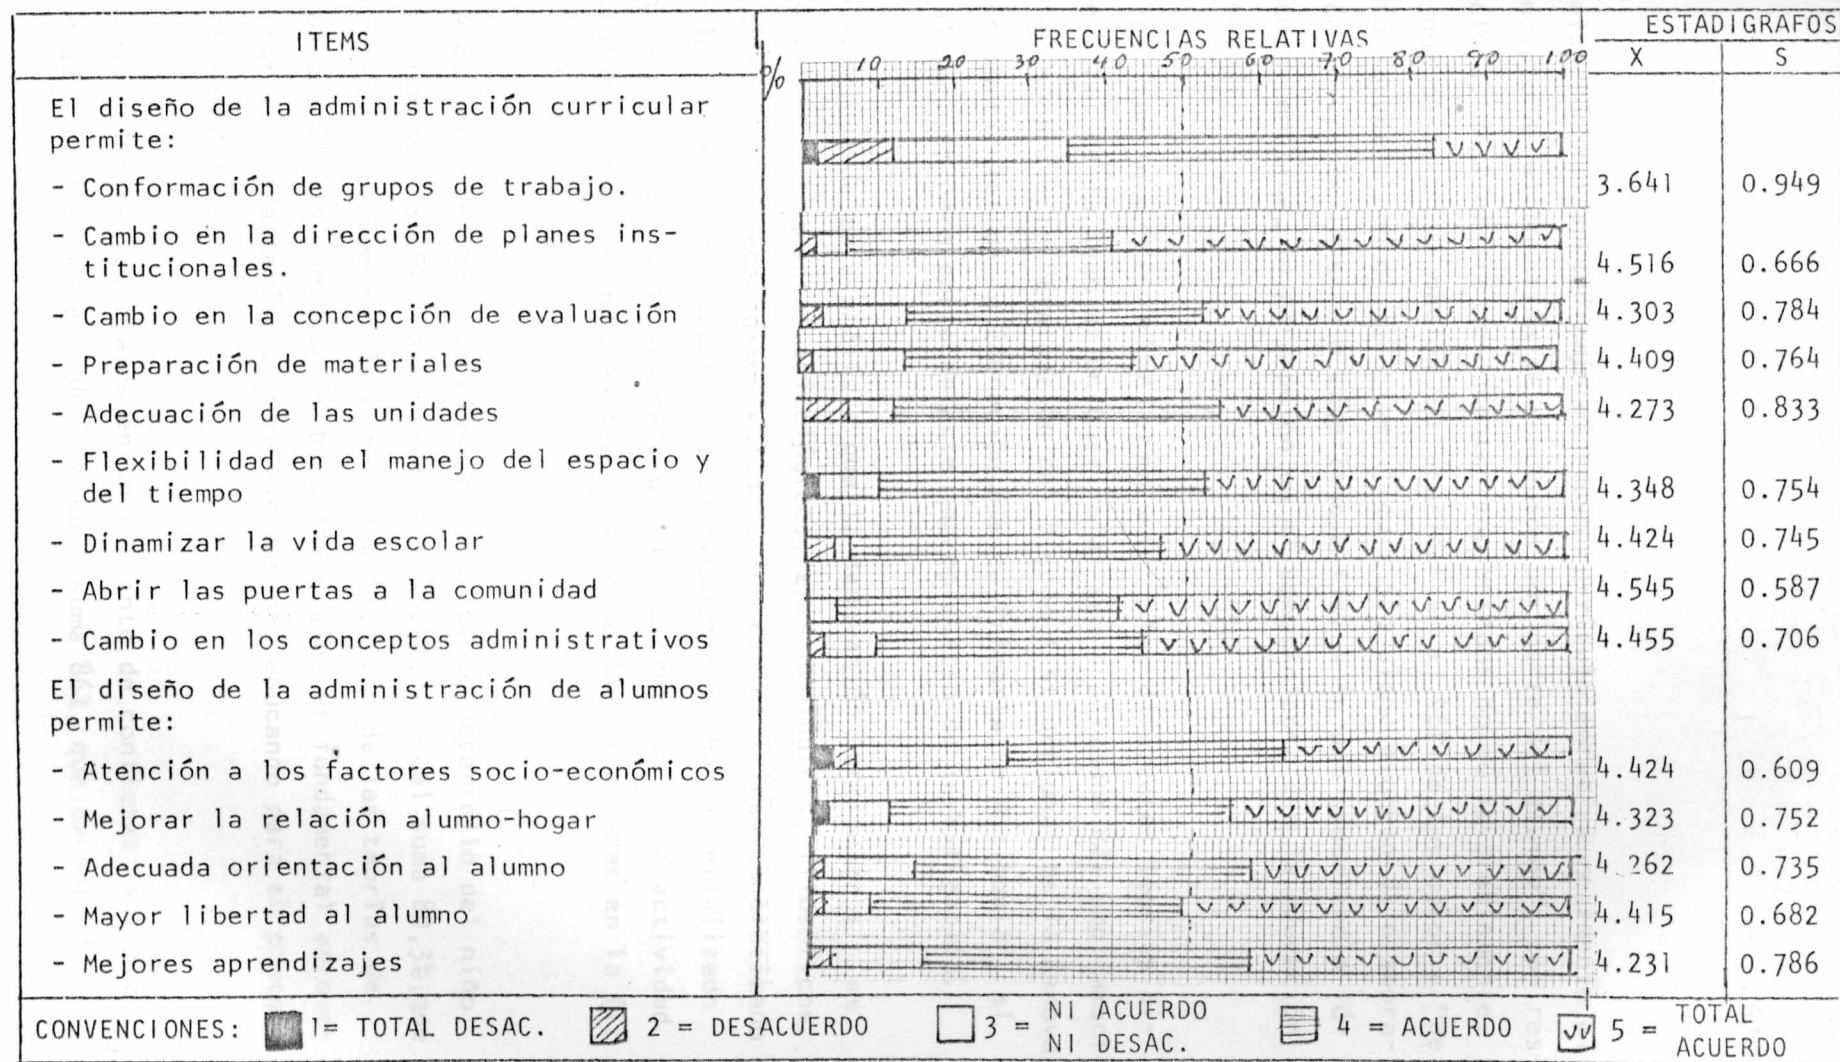 ITEMS
FRECUENCIAS RELATIVAS
ESTADIGRAFOS
% 10 20 30 40 50 60 70 80 90 100
X S
El diseño de la administración curricular
permite:
- Conformación de grupos de trabajo. 3.641 0.949
- Cambio en la dirección de planes ins-
titucionales. 4.516 0.666
- Cambio en la concepción de evaluación 4.303 0.784
- Preparación de materiales 4.409 0.764
- Adecuación de las unidades 4.273 0.833
- Flexibilidad en el manejo del espacio y
del tiempo 4.348 0.754
- Dinamizar la vida escolar 4.424 0.745
- Abrir las puertas a la comunidad 4.545 0.587
- Cambio en los conceptos administrativos 4.455 0.706
El diseño de la administración de alumnos
permite:
- Atención a los factores socio-económicos 4.424 0.609
- Mejorar la relación alumno-hogar 4.323 0.752
- Adecuada orientación al alumno 4 262 0.735
- Mayor libertad al alumno 4.415 0.682
- Mejores aprendizajes 4.231 0.786
CONVENCIONES: 1= TOTAL DESAC. 2 = DESACUERDO 3 = NI ACUERDO
NI DESAC. 4 = ACUERDO 5 = TOTAL
ACUERDO